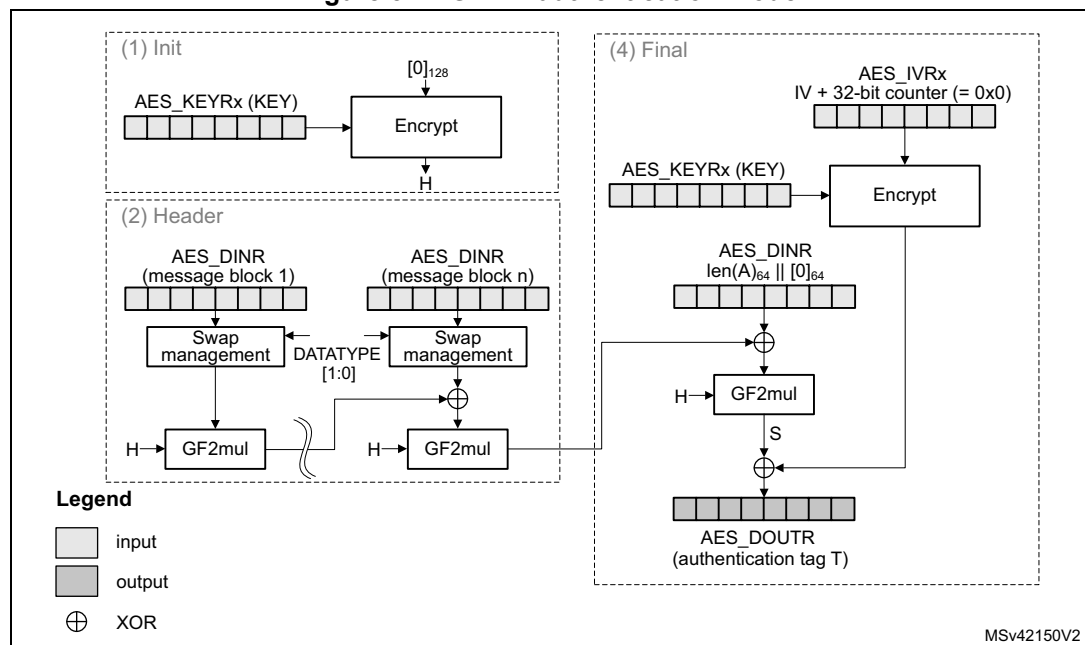 (1) Init
[0]128
AES_KEYRx (KEY)
Encrypt
H
(2) Header
AES_DINR
(message block 1)
AES_DINR
(message block n)
Swap
management
DATATYPE
[1:0]
Swap
management
H
GF2mul
H
GF2mul
(4) Final
AES_IVRx
IV + 32-bit counter (= 0x0)
AES_KEYRx (KEY)
Encrypt
AES_DINR
len(A)64 || [0]64
H
GF2mul
S
AES_DOUTR
(authentication tag T)
Legend
input
output
XOR
MSv42150V2